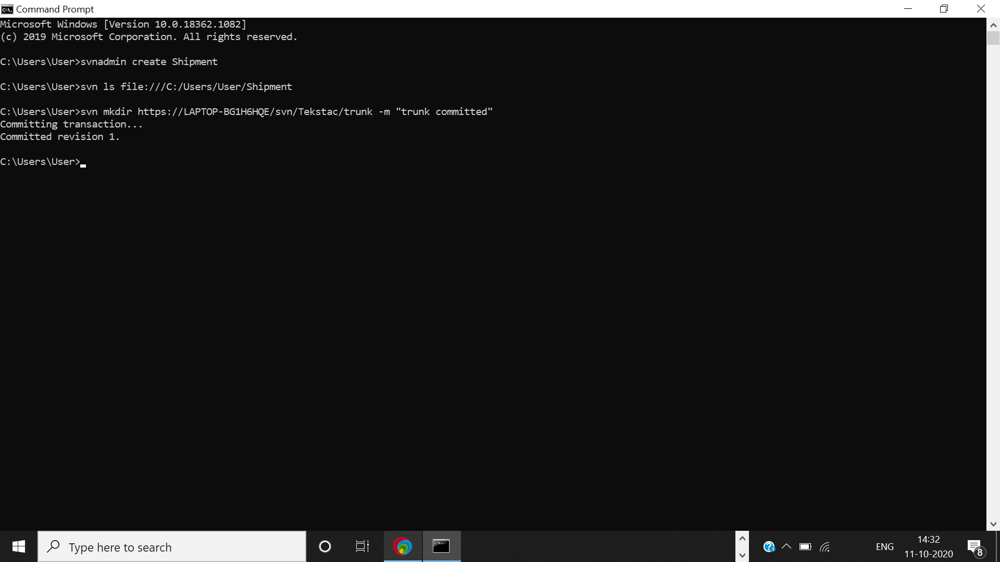 Command Prompt
Microsoft Windows [Version 10.0.18362.1082]
(c) 2019 Microsoft Corporation. All rights reserved.
C:\Users\User>svnadmin create Shipment
C:\Users\User>svn ls file:///C:/Users/User/Shipment
C:\Users\User>svn mkdir https://LAPTOP-BG1H6HQE/svn/Tekstac/trunk -m "trunk committed"
Committing transaction...
Committed revision 1.
C:\Users\User>
Type here to search
ENG
14:32
11-10-2020
8